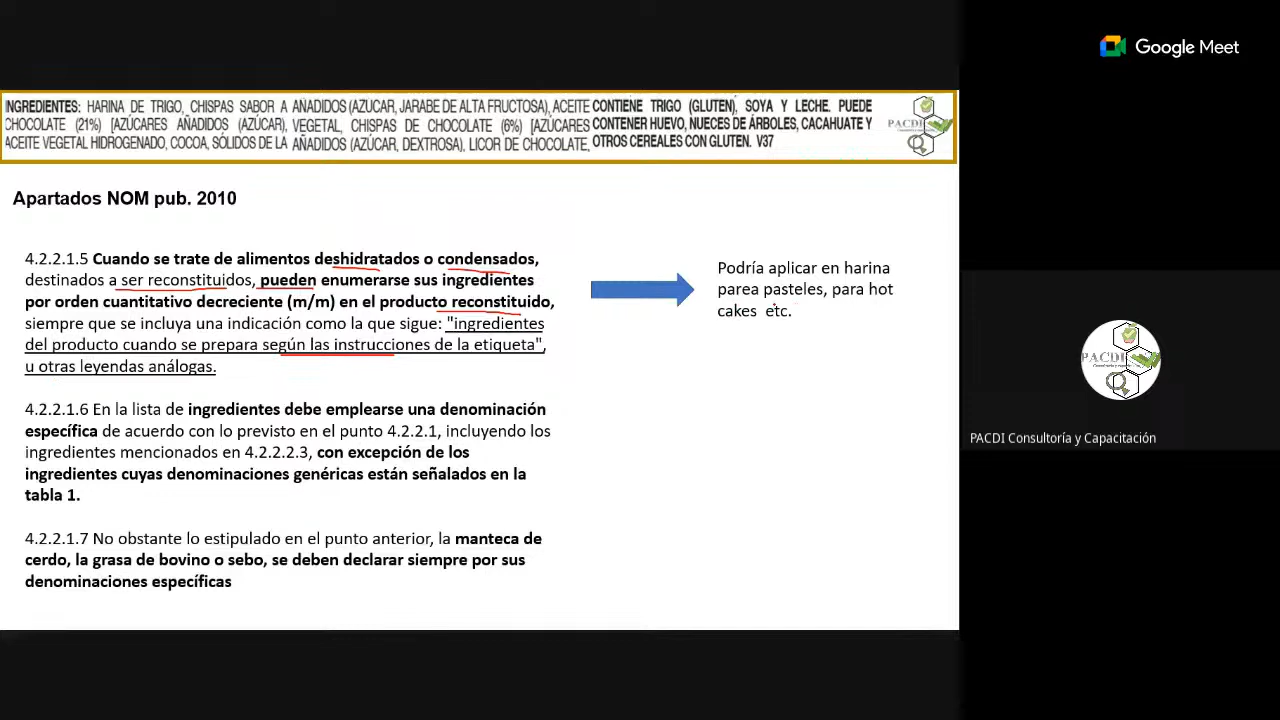 Google Meet
INGREDIENTES: HARINA DE TRIGO, CHISPAS SABOR A
CHOCOLATE (21%) [AZÚCARES AÑADIDOS (AZÚCAR),
ACEITE VEGETAL HIDROGENADO, COCOA, SÓLIDOS DE LA
AÑADIDOS (AZÚCAR, JARABE DE ALTA FRUCTOSA), ACEITE
VEGETAL, CHISPAS DE CHOCOLATE (6%) [AZÚCARES
AÑADIDOS (AZÚCAR, DEXTROSA), LICOR DE CHOCOLATE,
CONTIENE TRIGO (GLUTEN), SOYA Y LECHE. PUEDE
CONTENER HUEVO, NUECES DE ÁRBOLES, CACAHUATE Y
OTROS CEREALES CON GLUTEN. V37
PACDI
Apartados NOM pub. 2010
4.2.2.1.5 Cuando se trate de alimentos deshidratados o condensados,
destinados a ser reconstituidos, pueden enumerarse sus ingredientes
por orden cuantitativo decreciente (m/m) en el producto reconstituido,
siempre que se incluya una indicación como la que sigue: "ingredientes
del producto cuando se prepara según las instrucciones de la etiqueta",
u otras leyendas análogas.
Podría aplicar en harina
parea pasteles, para hot
cakes etc.
4.2.2.1.6 En la lista de ingredientes debe emplearse una denominación
específica de acuerdo con lo previsto en el punto 4.2.2.1, incluyendo los
ingredientes mencionados en 4.2.2.2.3, con excepción de los
ingredientes cuyas denominaciones genéricas están señalados en la
tabla 1.
4.2.2.1.7 No obstante lo estipulado en el punto anterior, la manteca de
cerdo, la grasa de bovino o sebo, se deben declarar siempre por sus
denominaciones específicas
PACDI
PACDI Consultoría y Capacitación